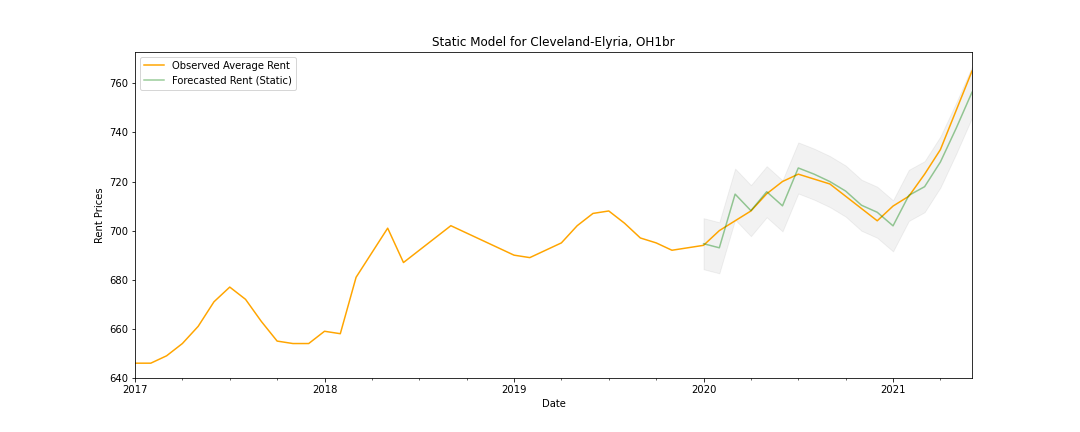 Static Model for Cleveland-Elyria, OH1br
Observed Average Rent
Forecasted Rent (Static)
760
740
720
700
680
660
640
Rent Prices
2017
2018
2019
2020
2021
Date